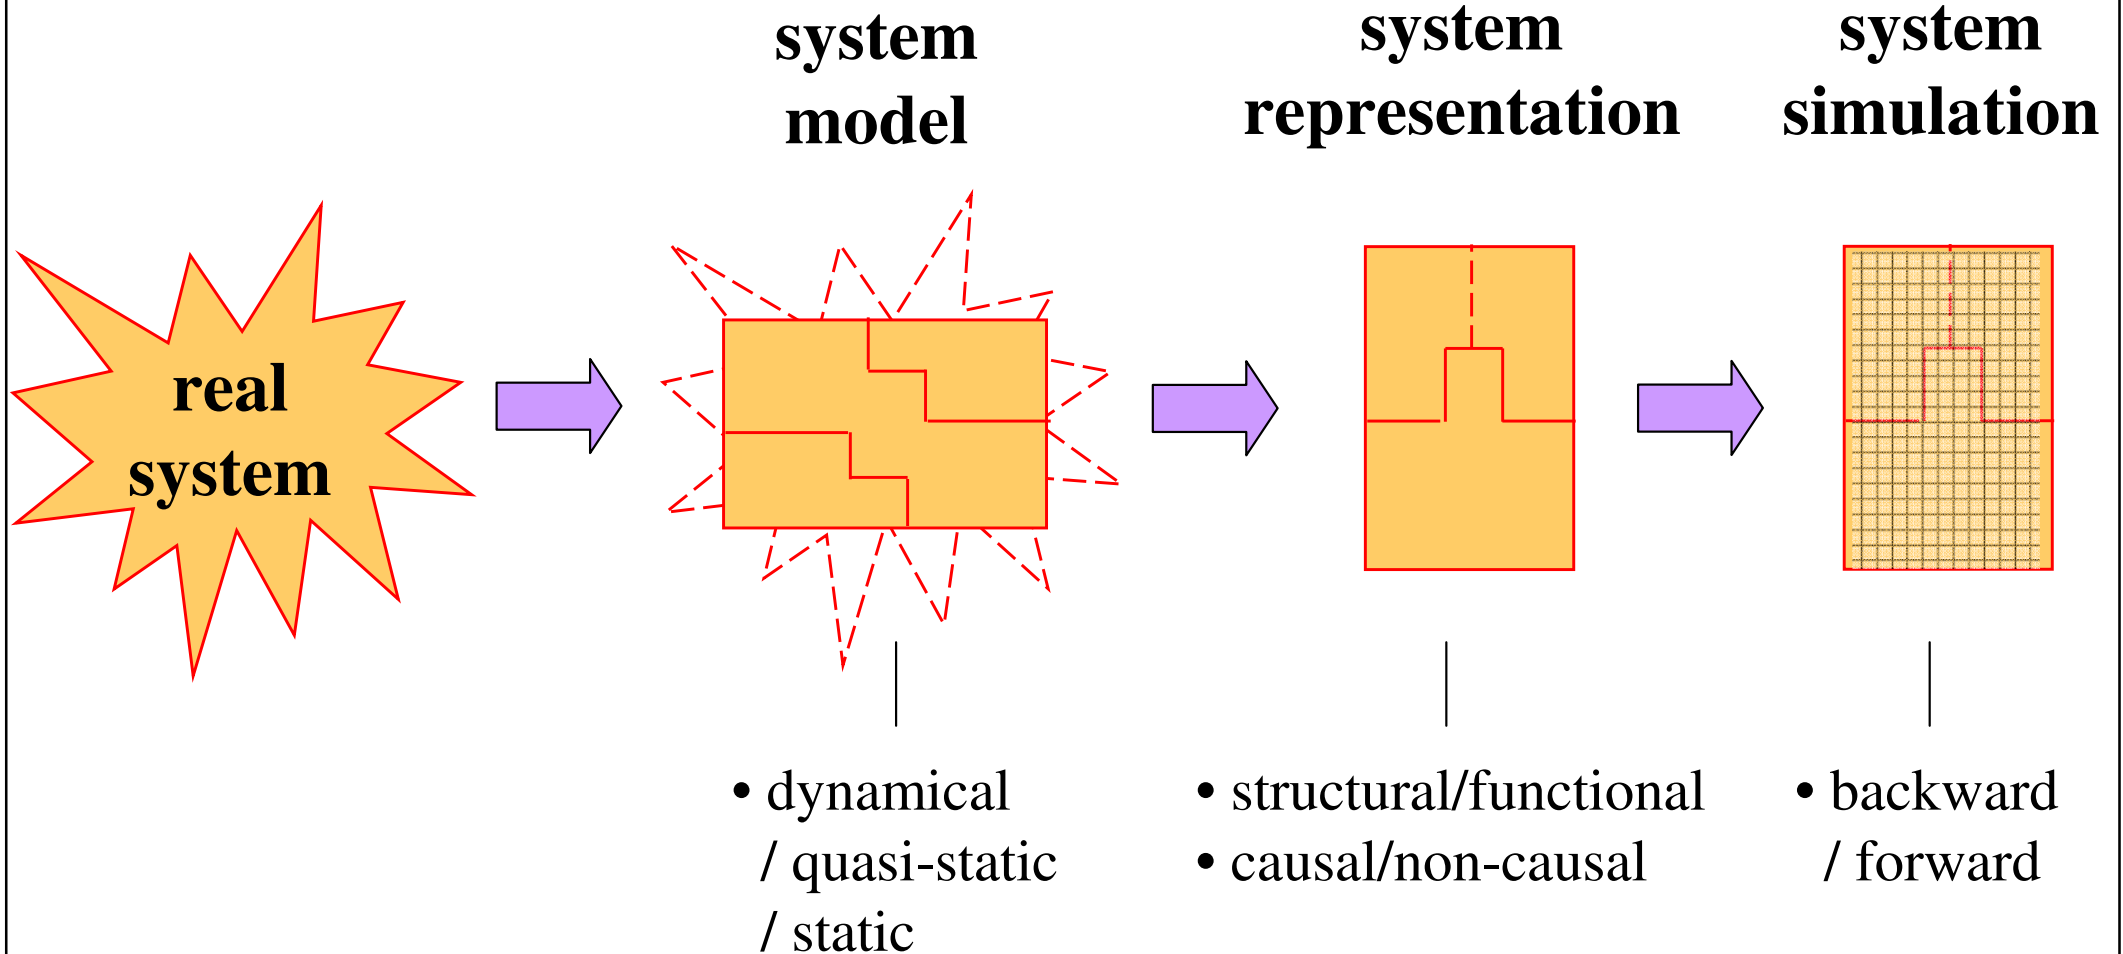 system
model
system
representation
system
simulation
real
system
• dynamical
/ quasi-static
/ static
• structural/functional
• causal/non-causal
• backward
/ forward